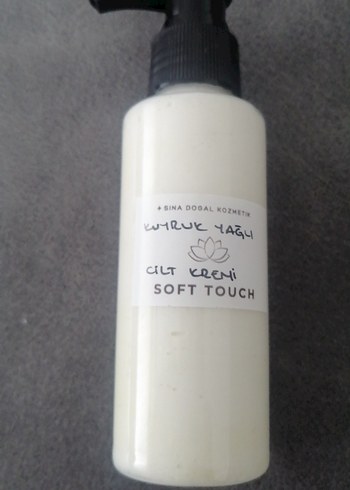 + SINA DOĞAL KOZMETİK
KUYRUK YAĞLI
CİLT KREMİ
SOFT TOUCH